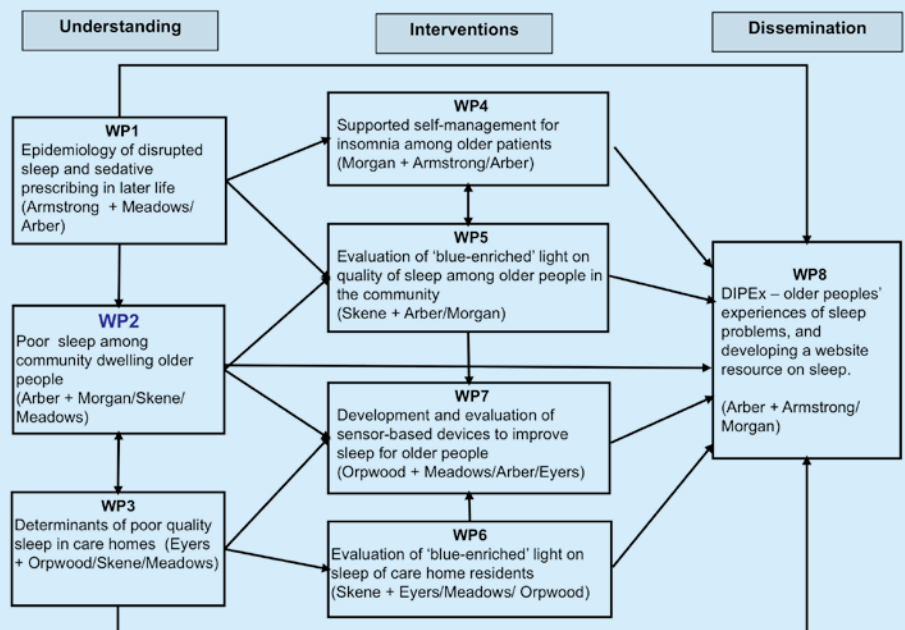 Understanding
Interventions
Dissemination
WP1
Epidemiology of disrupted
sleep and sedative
prescribing in later life
(Armstrong + Meadows/
Arber)
WP2
Poor sleep among
community dwelling older
people
(Arber + Morgan/Skene/
Meadows)
WP3
Determinants of poor quality
sleep in care homes (Eyers
+ Orpwood/Skene/Meadows)
WP4
Supported self-management for
insomnia among older patients
(Morgan + Armstrong/Arber)
WP5
Evaluation of ‘blue-enriched’ light on
quality of sleep among older people in
the community
(Skene + Arber/Morgan)
WP7
Development and evaluation of
sensor-based devices to improve
sleep for older people
(Orpwood + Meadows/Arber/Eyers)
WP6
Evaluation of ‘blue-enriched’ light on
sleep of care home residents
(Skene + Eyers/Meadows/ Orpwood)
WP8
DIPEx – older peoples’
experiences of sleep
problems, and
developing a website
resource on sleep.
(Arber + Armstrong/
Morgan)